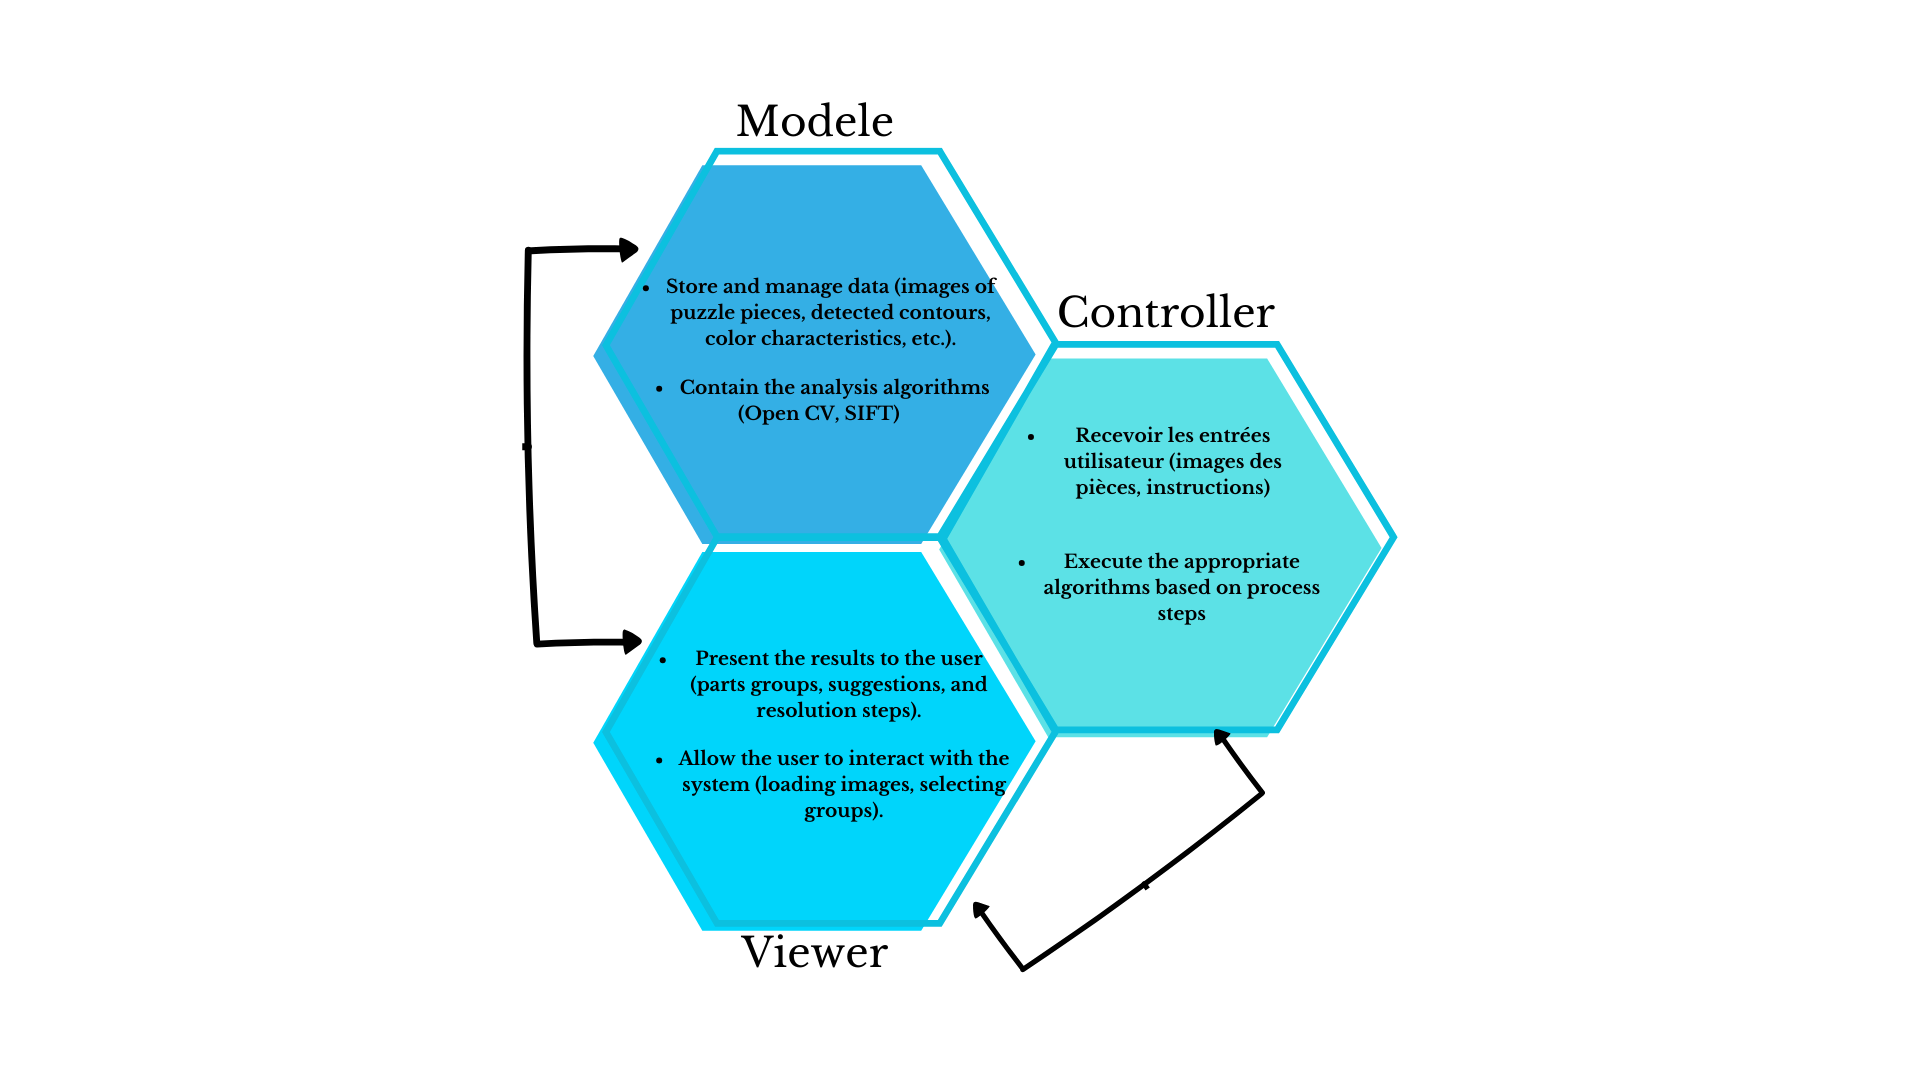 Modele
• Store and manage data (images of
puzzle pieces, detected contours,
color characteristics, etc.).
• Contain the analysis algorithms
(Open CV, SIFT)
Controller
• Recevoir les entrées
utilisateur (images des
pièces, instructions)
• Execute the appropriate
algorithms based on process
steps
• Present the results to the user
(parts groups, suggestions, and
resolution steps).
• Allow the user to interact with the
system (loading images, selecting
groups).
Viewer